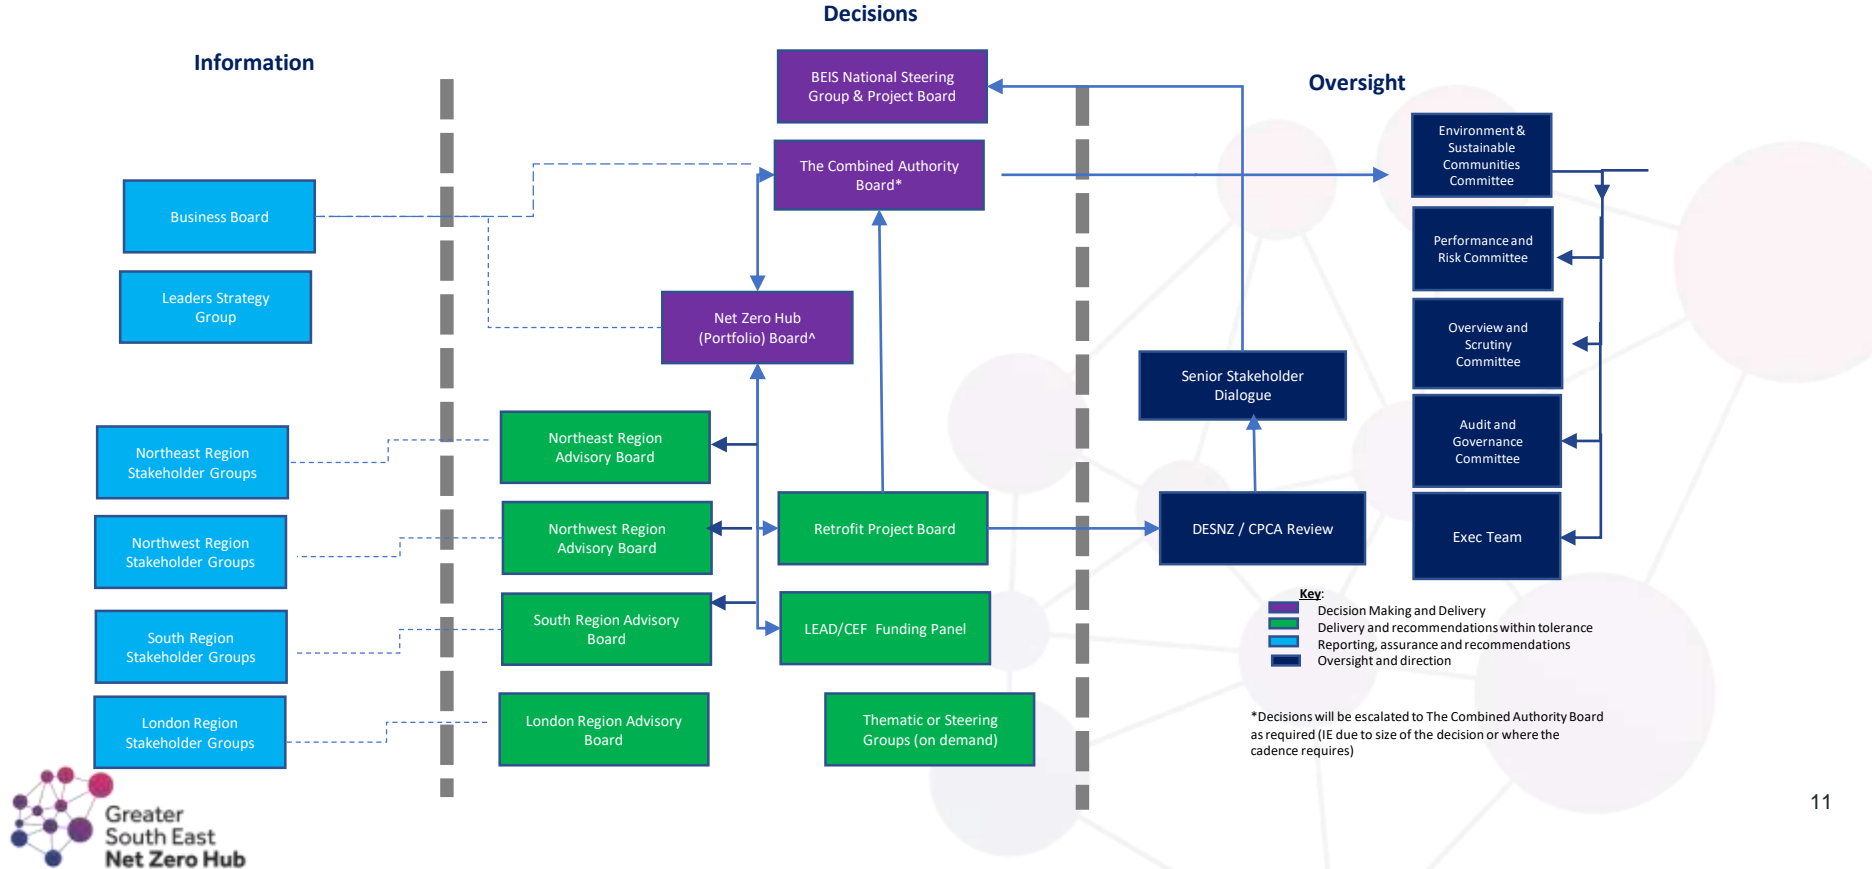 Decisions
Information
Oversight
BEIS National Steering
Group & Project Board
The Combined Authority
Board*
Business Board
Leaders Strategy
Group
Net Zero Hub
(Portfolio) Board^
Northeast Region
Stakeholder Groups
Northwest Region
Stakeholder Groups
South Region
Stakeholder Groups
London Region
Stakeholder Groups
Northeast Region
Advisory Board
Northwest Region
Advisory Board
South Region Advisory
Board
London Region Advisory
Board
Retrofit Project Board
LEAD/CEF Funding Panel
Thematic or Steering
Groups (on demand)
Senior Stakeholder
Dialogue
DESNZ / CPCA Review
Environment &
Sustainable
Communities
Committee
Performance and
Risk Committee
Overview and
Scrutiny
Committee
Audit and
Governance
Committee
Exec Team
Key:
Decision Making and Delivery
Delivery and recommendations within tolerance
Reporting, assurance and recommendations
Oversight and direction
*Decisions will be escalated to The Combined Authority Board
as required (IE due to size of the decision or where the
cadence requires)
Greater
South East
Net Zero Hub
11